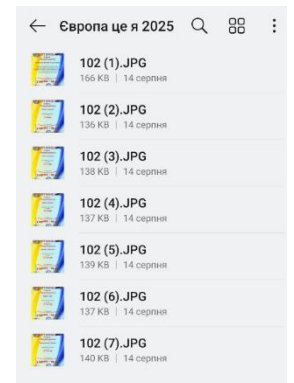 Європа це я 2025
102 (1).JPG
166 KB | 14 серпня
102 (2).JPG
136 KB | 14 серпня
102 (3).JPG
138 KB | 14 серпня
102 (4).JPG
137 KB | 14 серпня
102 (5).JPG
139 KB | 14 серпня
102 (6).JPG
137 KB | 14 серпня
102 (7).JPG
140 KB | 14 серпня